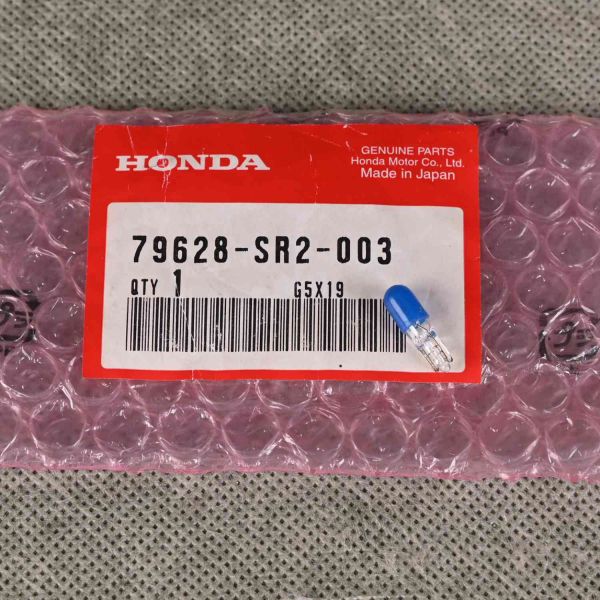 HONDA
GENUINE PARTS
Honda Motor Co., Ltd.
Made in Japan
79628-SR2-003
QTY 1 G5X19